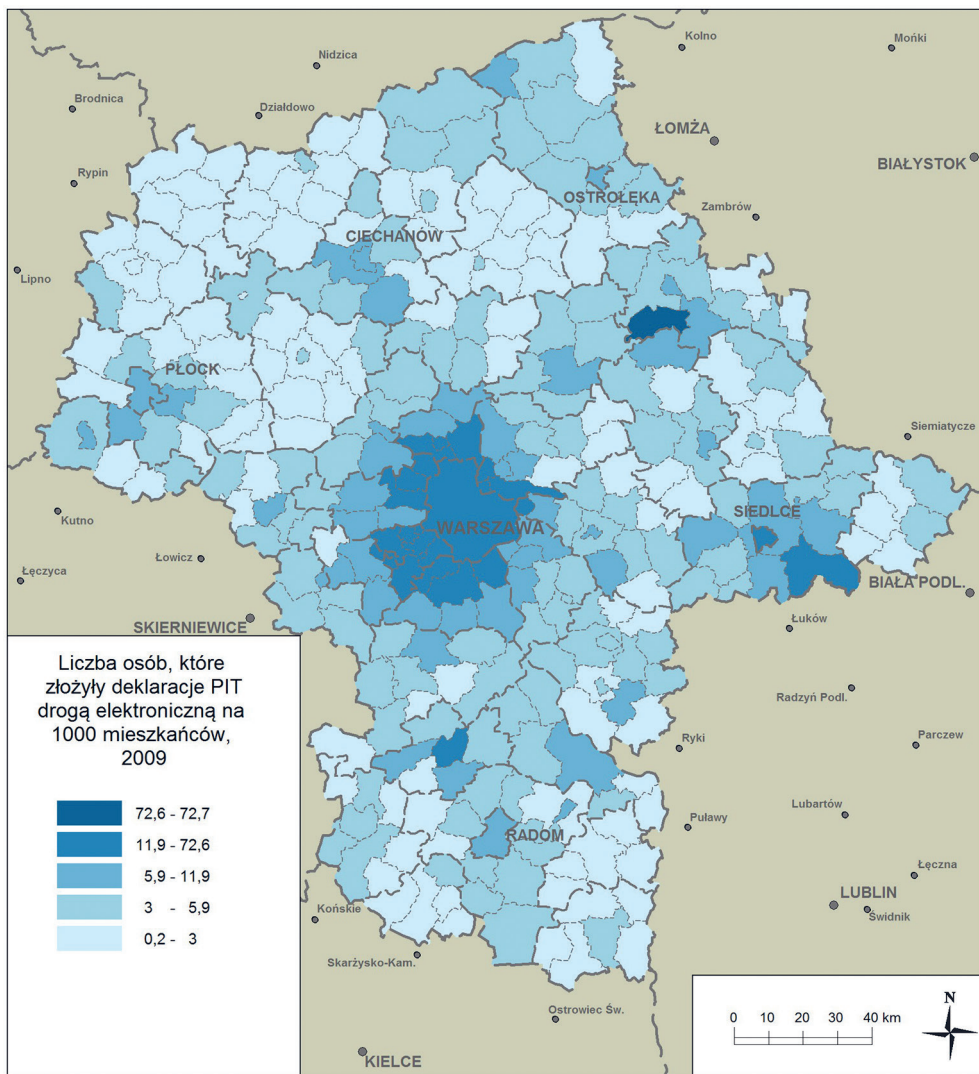 Kolno
Mońki
Nidzica
Brodnica
Działdowo
ŁOMŻA
BIAŁYSTOK
Rypin
OSTROŁĘKA
Zambrów
CIECHANÓW
Lipno
PŁOCK
Siemiatycze
Kutno
SIEDLCE
WARSZAWA
Łowicz
Łęczyca
BIAŁA PODL.
SKIERNIEWICE
Łuków
Liczba osób, które
złożyły deklaracje PIT
drogą elektroniczną na
1000 mieszkańców,
2009
72,6 - 72,7
11,9 - 72,6
5,9 - 11,9
3 - 5,9
0,2 - 3
Radzyń Podl.
Ryki
Parczew
Lubartów
Puławy
RADOM
Łęczna
LUBLIN
Świdnik
Końskie
Skarżysko-Kam.
Ostrowiec Św.
KIELCE
N
0 10 20 30 40 km